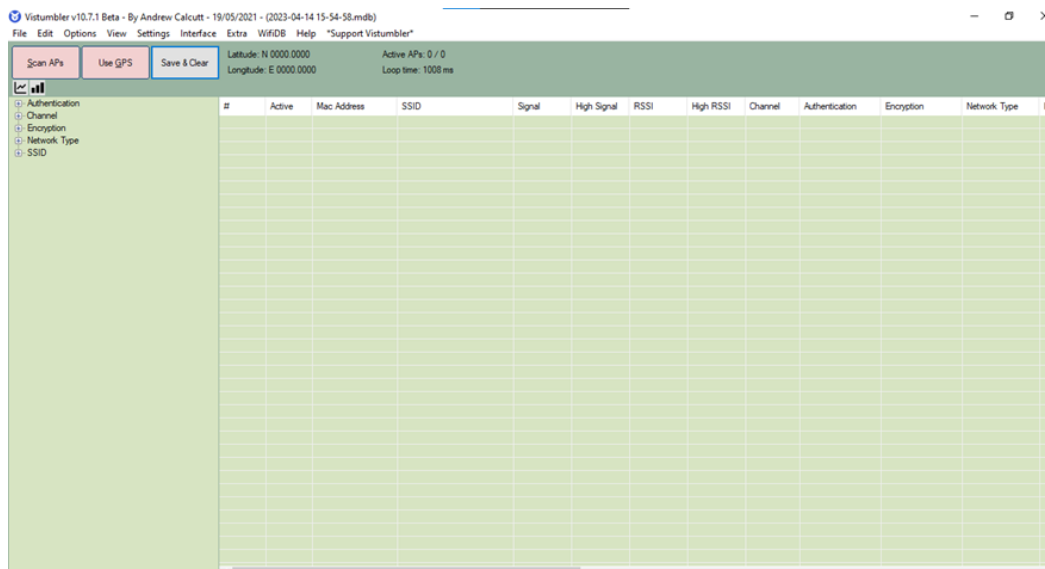 Vistumbler v10.7.1 Beta - By Andrew Calcutt - 19/05/2021 - (2023-04-14 15-54-58.mdb)
File Edit Options View Settings Interface Extra WifiDB Help *Support Vistumbler*
Scan APs Use GPS Save & Clear
Latitude: N 0000.0000 Active APs: 0 / 0
Longitude: E 0000.0000 Loop time: 1008 ms
Authentication
Channel
Encryption
Network Type
SSID
# Active Mac Address SSID Signal High Signal RSSI High RSSI Channel Authentication Encryption Network Type